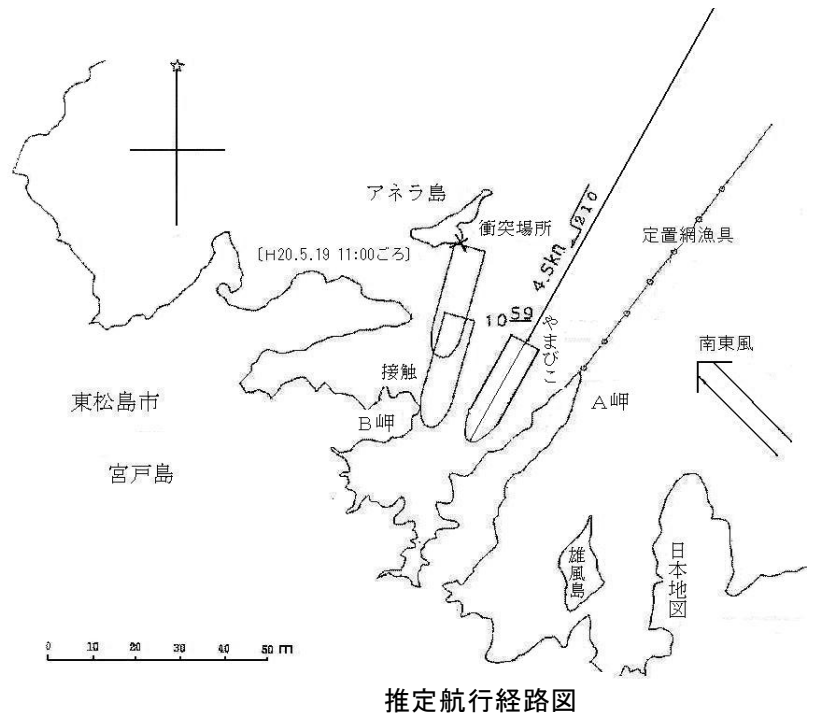 アネラ島
衝突場所
210
4.5kn
定置網漁具
[H20.5.19 11:00ごろ]
1059
やまびこ
南東風
接触
A岬
東松島市
B岬
宮戸島
雄風島
日本地図
0 10 20 30 40 50 m
推定航行経路図